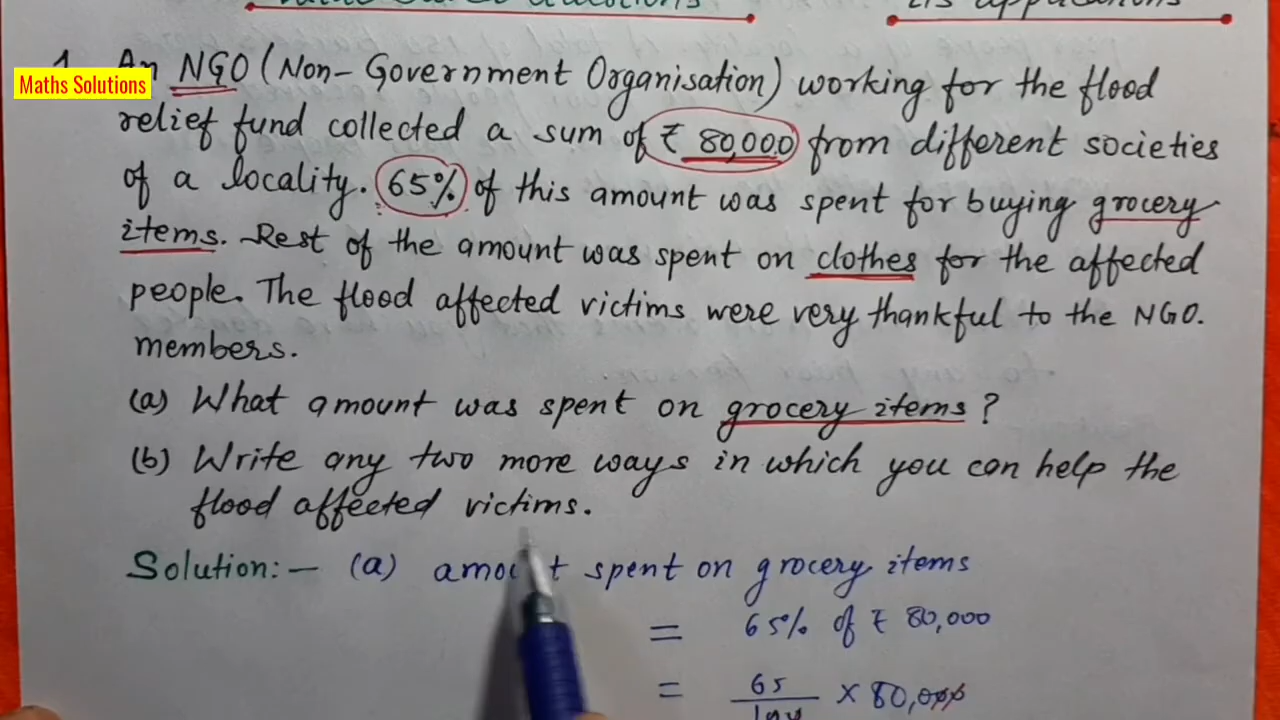 1. An NGO (Non-Government Organisation) working for the flood
Maths Solutions
relief fund collected a sum of ₹ 80,000 from different societies
of a locality. 65% of this amount was spent for buying grocery
items. Rest of the amount was spent on clothes for the affected
people. The flood affected victims were very thankful to the NGO.
members.
(a) What amount was spent on grocery items?
(b) Write any two more ways in which you can help the
flood affected victims.
Solution:- (a) amount spent on grocery items
= 65% of ₹ 80,000
= 65 × 80,000